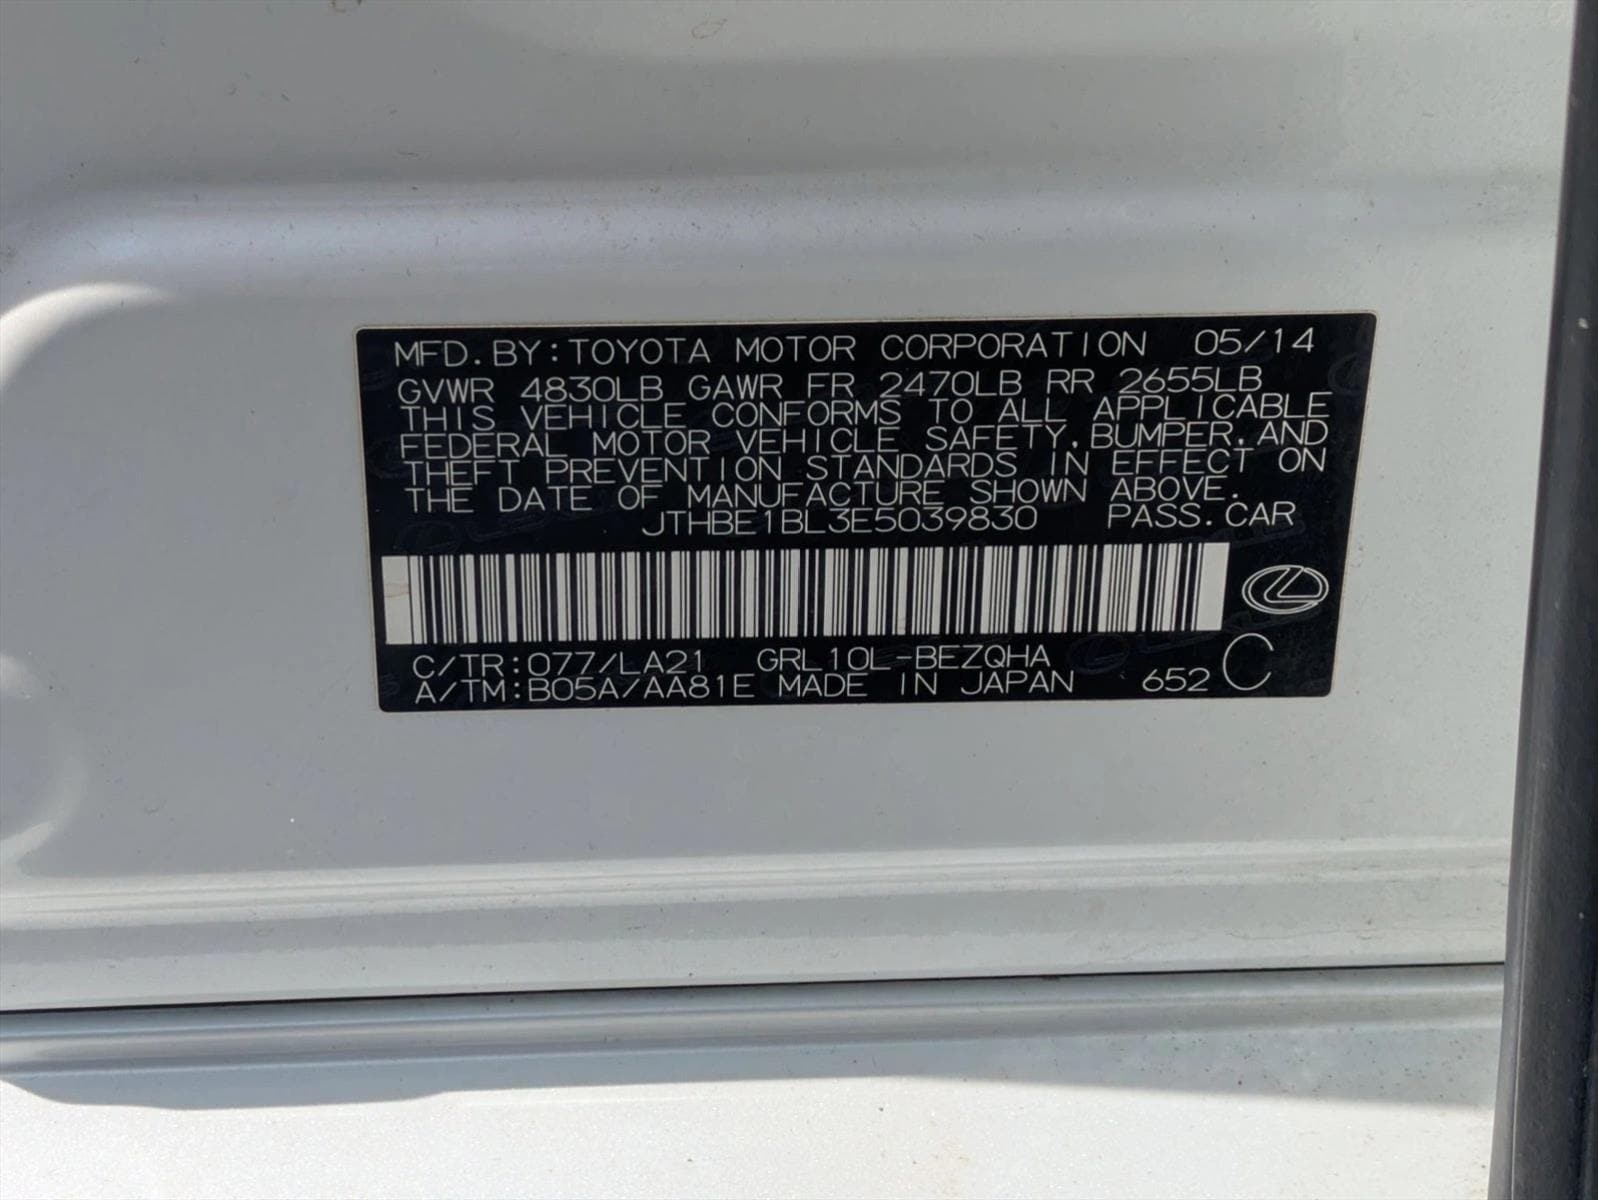 MFD. BY: TOYOTA MOTOR CORPORATION 05/14
GVWR 4830LB GAWR FR 2470LB RR 2655LB
THIS VEHICLE CONFORMS TO ALL APPLICABLE
FEDERAL MOTOR VEHICLE SAFETY, BUMPER, AND
THEFT PREVENTION STANDARDS IN EFFECT ON
THE DATE OF MANUFACTURE SHOWN ABOVE.
JTHBE1BL3E5039830 PASS. CAR
C/TR: 077/LA21 GRL10L-BEZQHA
A/TM: B05A/AA81E MADE IN JAPAN 652 C